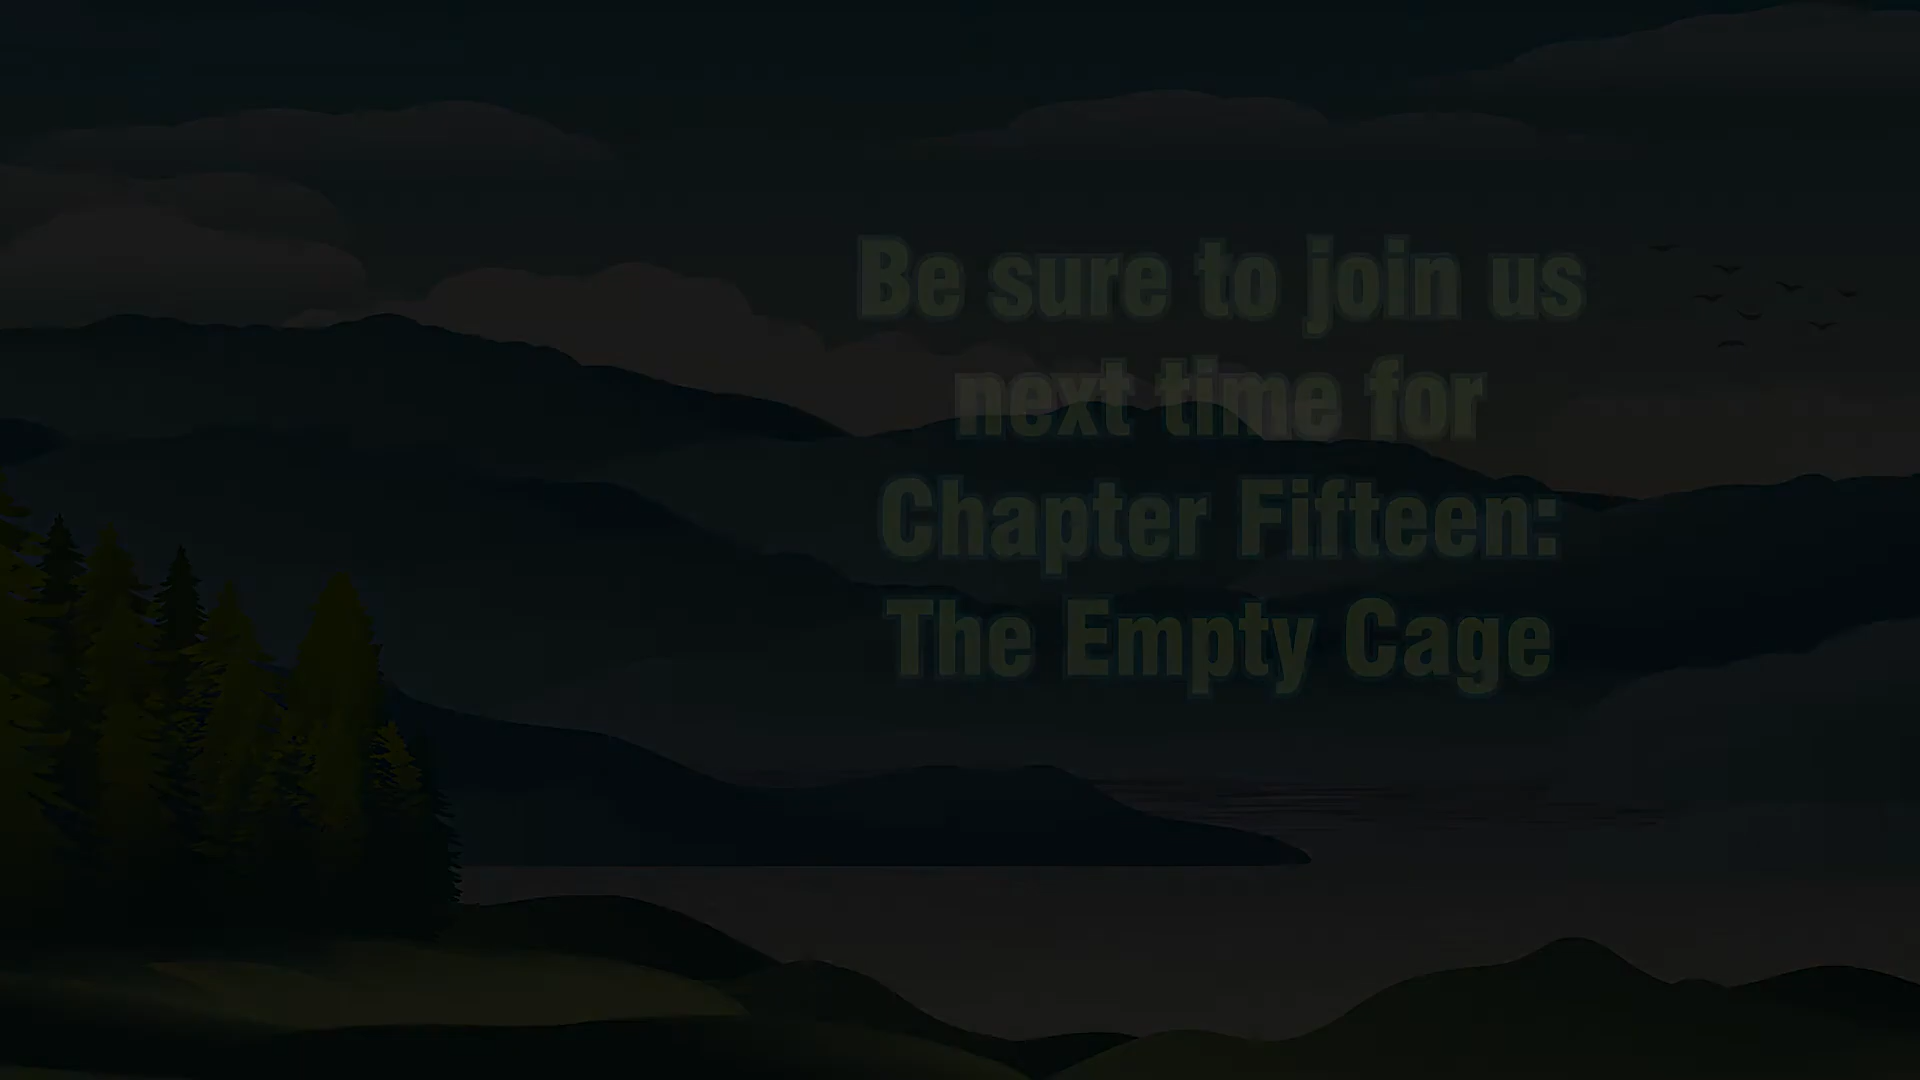 Be sure to join us
next time for
Chapter Fifteen:
The Empty Cage